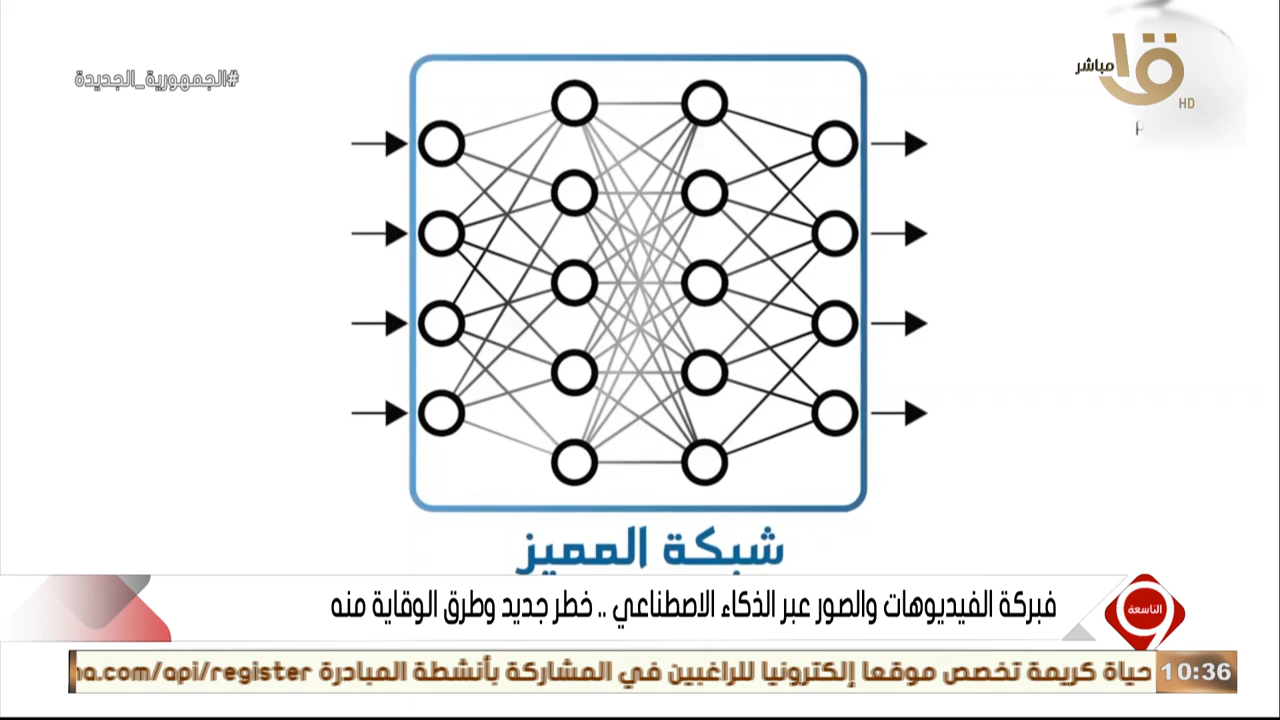 #الجمهورية_الجديدة
مباشر
HD
شبكة المميز
فبركة الفيديوهات والصور عبر الذكاء الاصطناعي .. خطر جديد وطرق الوقاية منه
التاسعة
9
10:36
حياة كريمة تخصص موقعا إلكترونيا للراغبين في المشاركة بأنشطة المبادرة na.com/api/register